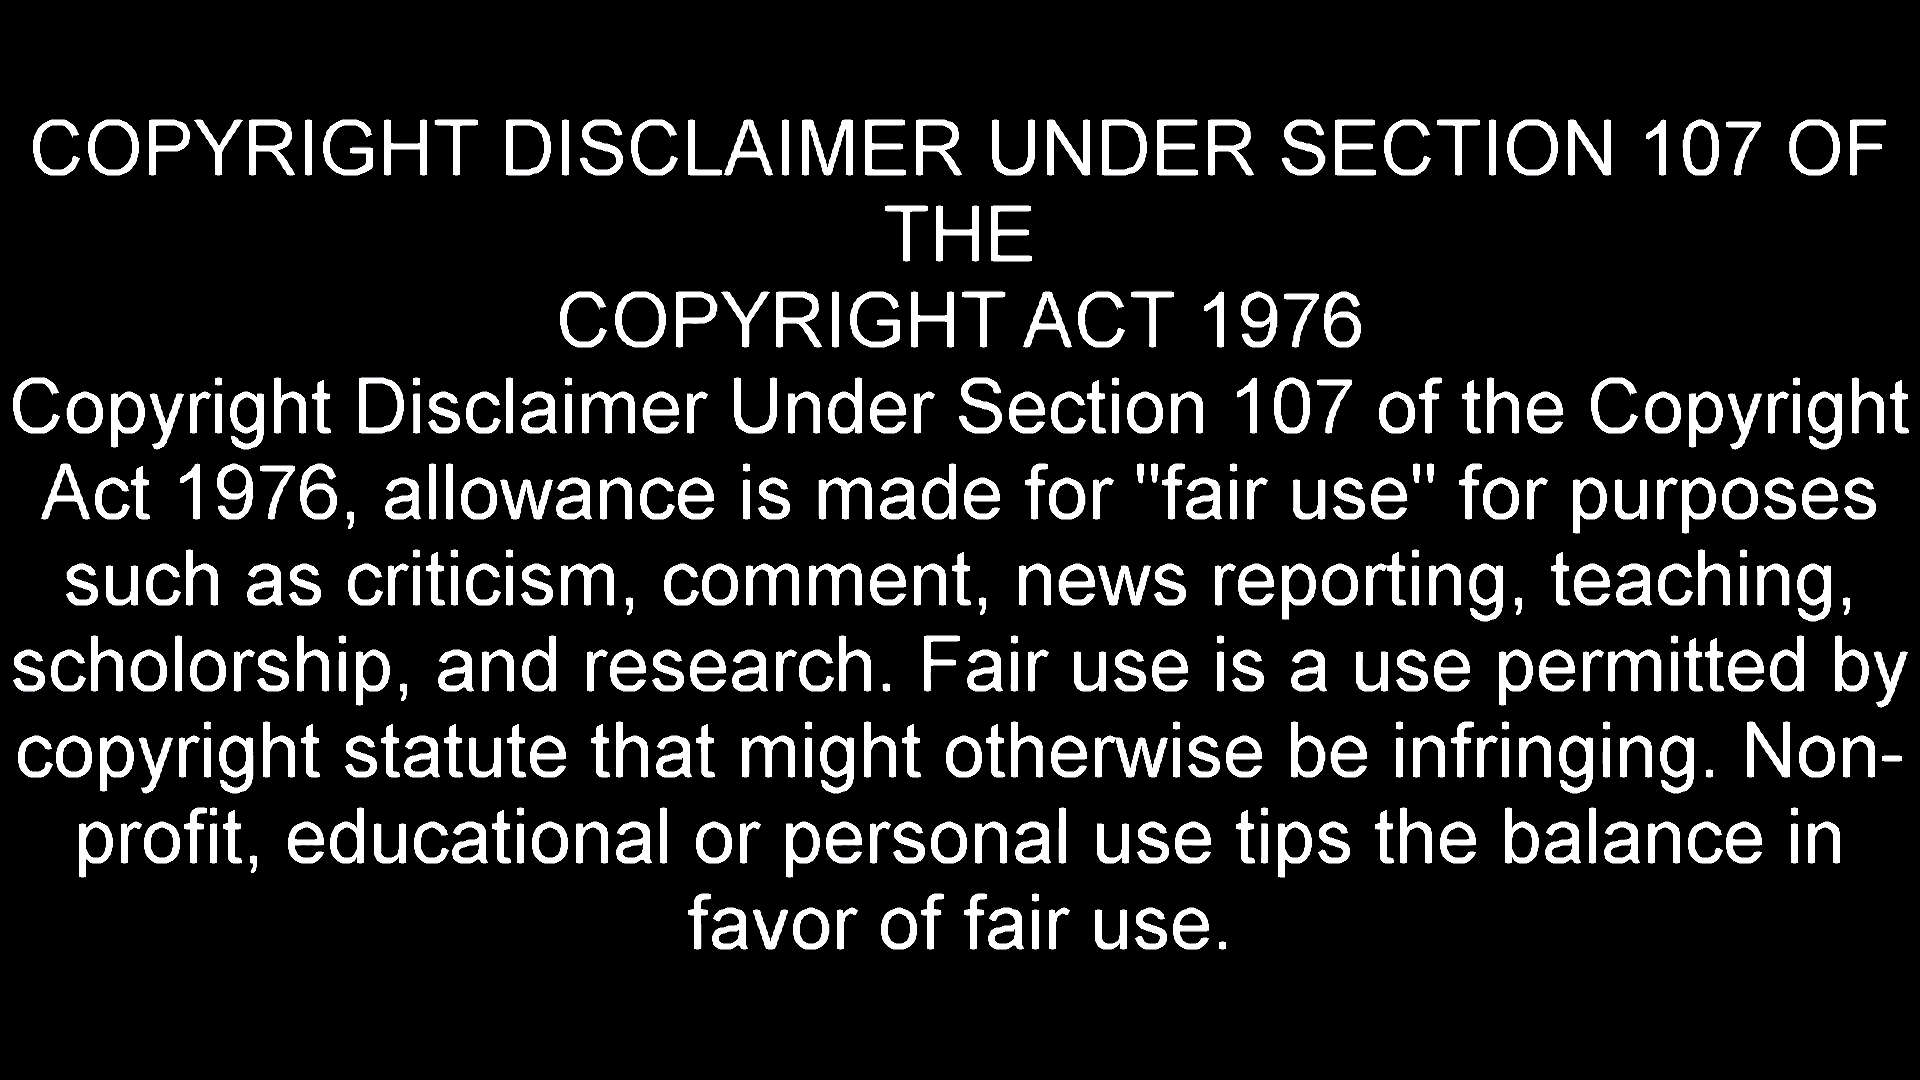 COPYRIGHT DISCLAIMER UNDER SECTION 107 OF
THE
COPYRIGHT ACT 1976
Copyright Disclaimer Under Section 107 of the Copyright
Act 1976, allowance is made for "fair use" for purposes
such as criticism, comment, news reporting, teaching,
scholorship, and research. Fair use is a use permitted by
copyright statute that might otherwise be infringing. Non-
profit, educational or personal use tips the balance in
favor of fair use.